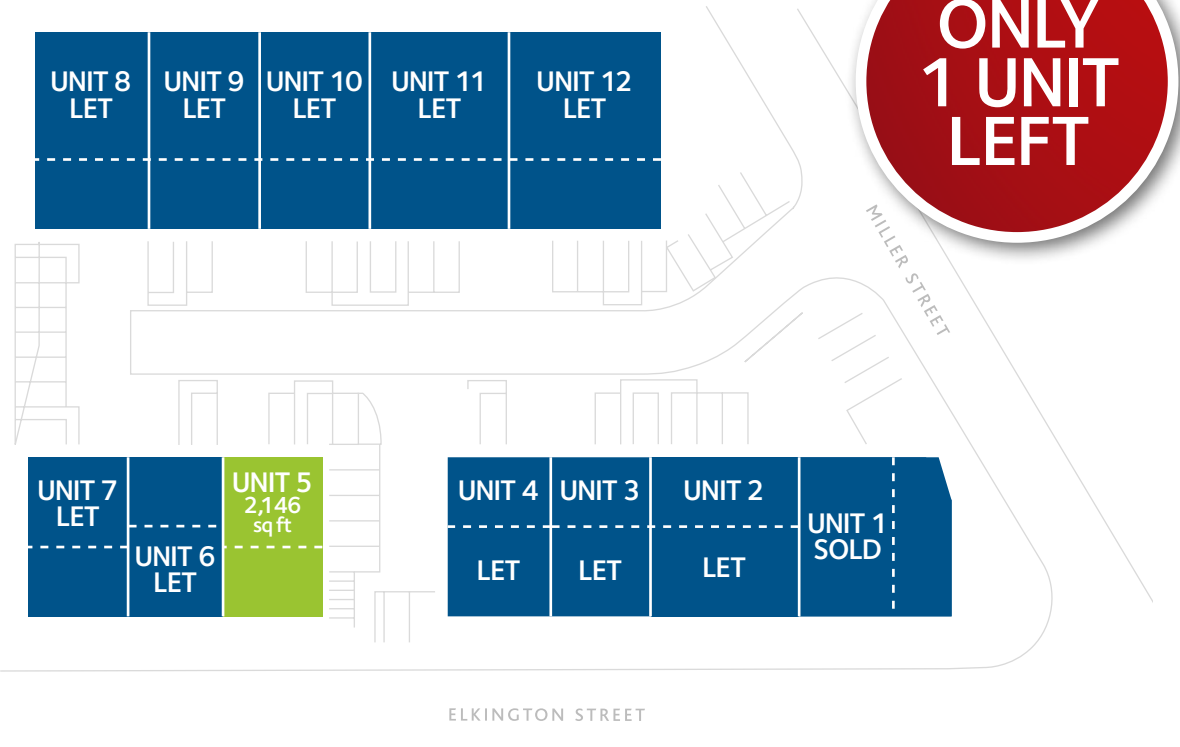 ONLY
1 UNIT
LEFT
UNIT 8
LET
UNIT 9
LET
UNIT 10
LET
UNIT 11
LET
UNIT 12
LET
MILLER STREET
UNIT 7
LET
UNIT 6
LET
UNIT 5
2,146
sq ft
UNIT 4
LET
UNIT 3
LET
UNIT 2
LET
UNIT 1
SOLD
ELKINGTON STREET